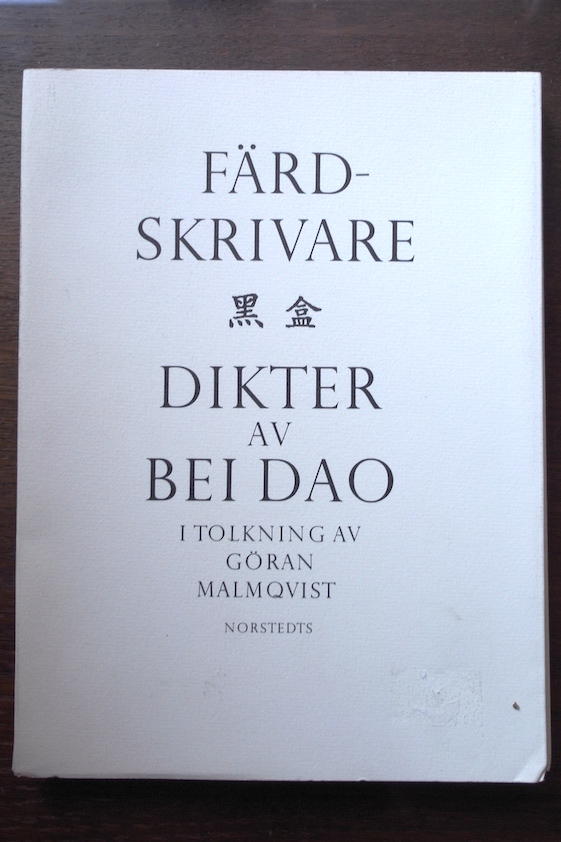 FÄRD-
SKRIVARE
黑盒
DIKTER
AV
BEI DAO
I TOLKNING AV
GÖRAN
MALMQVIST
NORSTEDTS